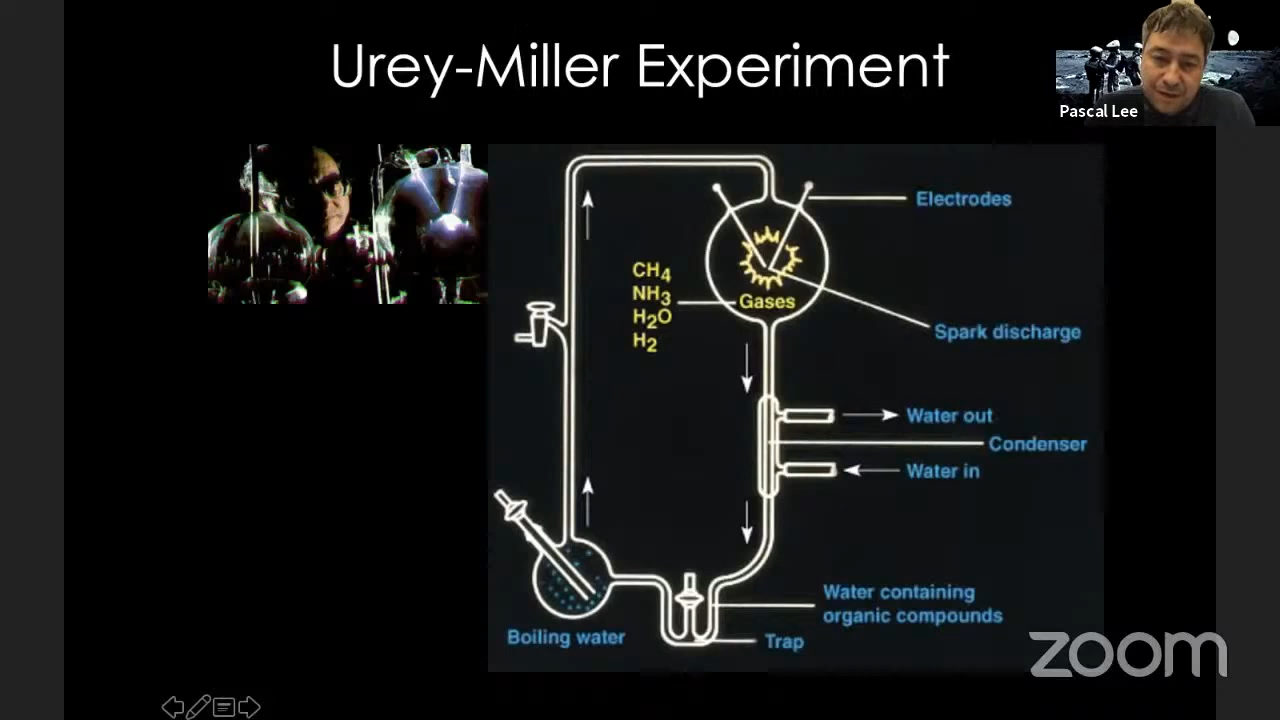 Urey-Miller Experiment
Pascal Lee
Electrodes
CH4
NH3
H2O
H2
Gases
Spark discharge
Water out
Condenser
Water in
Water containing
organic compounds
Boiling water
Trap
zoom